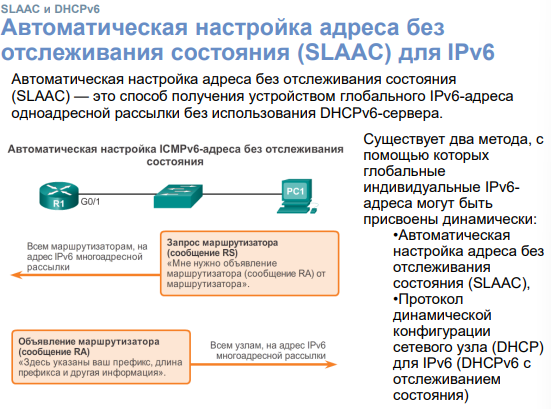 SLAAC и DHCPv6
Автоматическая настройка адреса без
отслеживания состояния (SLAAC) для IPv6
Автоматическая настройка адреса без отслеживания состояния
(SLAAC) — это способ получения устройством глобального IPv6-адреса
одноадресной рассылки без использования DHCPv6-сервера.
Автоматическая настройка ICMPv6-адреса без отслеживания
состояния
R1
G0/1
PC1
Всем маршрутизаторам, на
адрес IPv6 многоадресной
рассылки
Запрос маршрутизатора
(сообщение RS)
«Мне нужно объявление
маршрутизатора (сообщение RA) от
маршрутизатора».
Объявление маршрутизатора
(сообщение RA)
«Здесь указаны ваш префикс, длина
префикса и другая информация».
Всем узлам, на адрес IPv6
многоадресной рассылки
Существует два метода, с
помощью которых
глобальные
индивидуальные IPv6-
адреса могут быть
присвоены динамически:
•Автоматическая
настройка адреса без
отслеживания
состояния (SLAAC),
•Протокол
динамической
конфигурации
сетевого узла (DHCP)
для IPv6 (DHCPv6 с
отслеживанием
состояния)